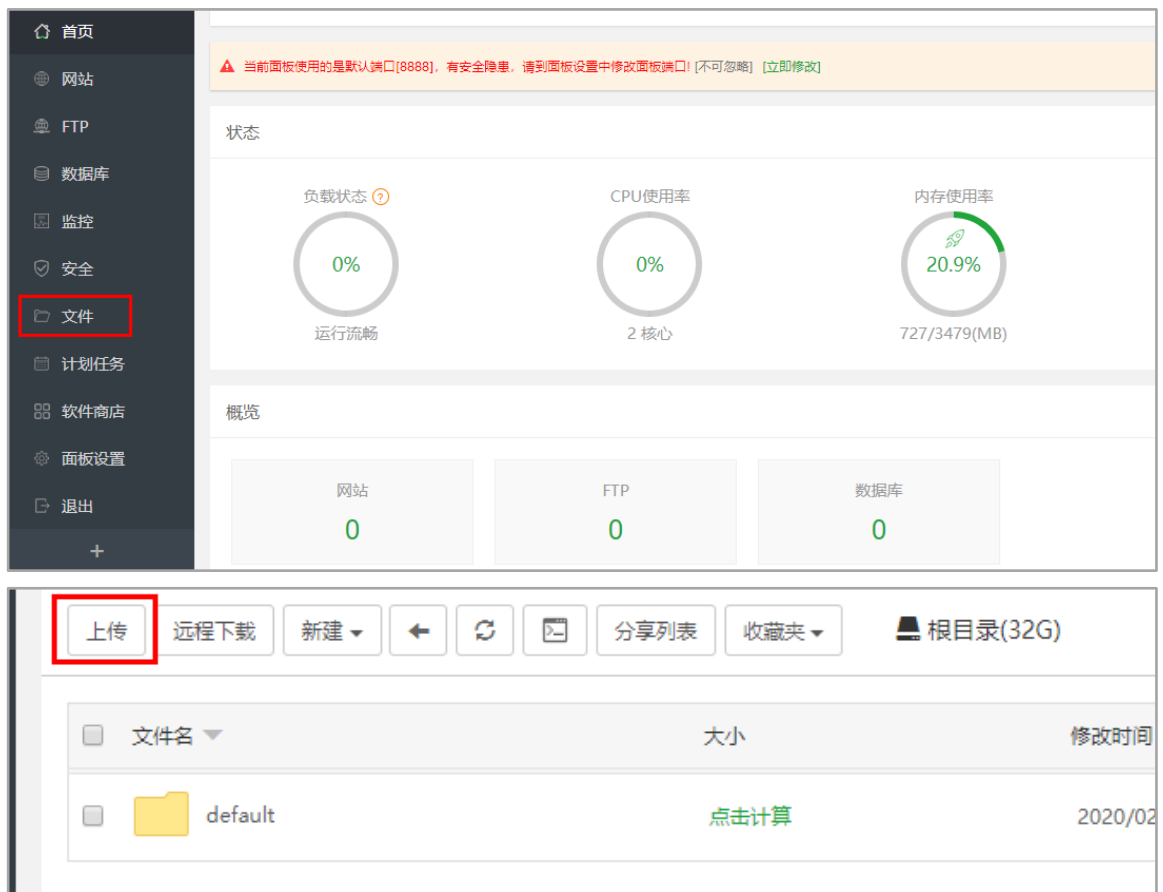 首页
网站
FTP
数据库
监控
安全
文件
计划任务
软件商店
面板设置
退出
+
当前面板使用的是默认端口[8888]，有安全隐患，请到面板设置中修改面板端口! [不可忽略] [立即修改]
状态
负载状态 ?
CPU使用率
内存使用率
0%
0%
20.9%
运行流畅
2 核心
727/3479(MB)
概览
网站
FTP
数据库
0
0
0
上传 远程下载 新建 分享列表 收藏夹 根目录(32G)
文件名 大小 修改时间
default 点击计算 2020/02